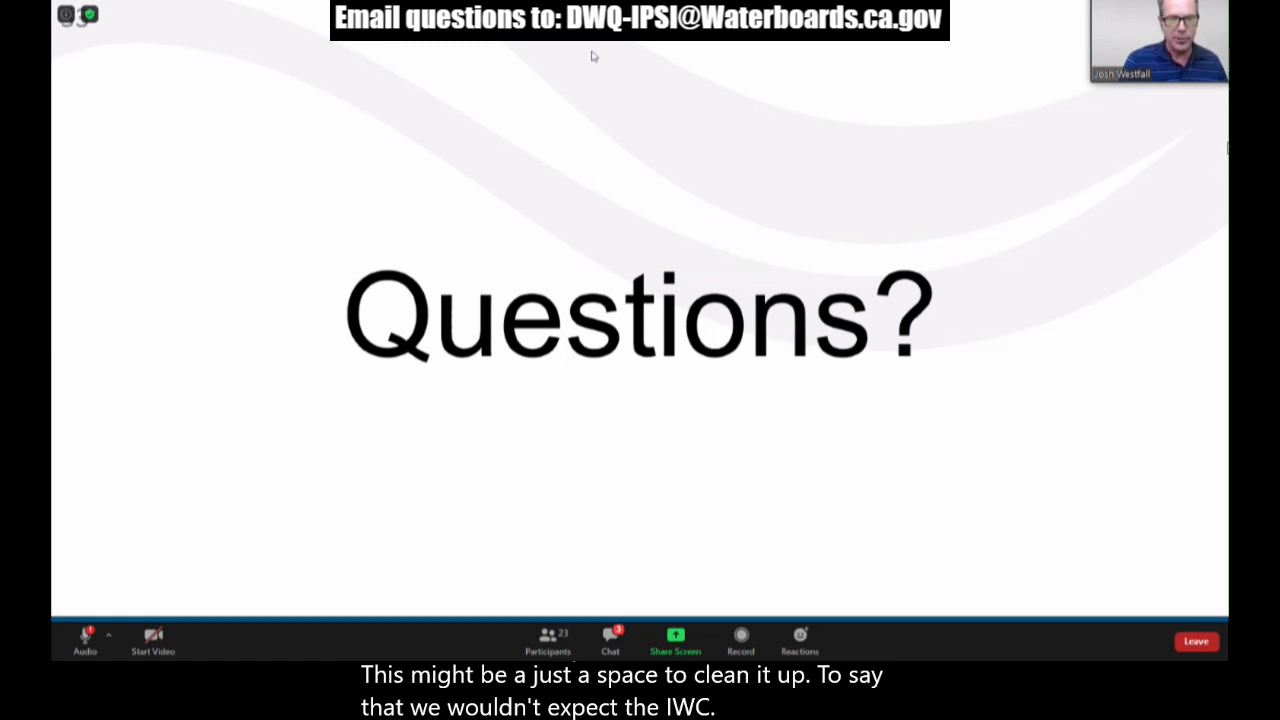 Email questions to: DWQ-IPSI@Waterboards.ca.gov
Josh Westfall
Questions?
23
3
Audio
Start Video
Participants
Chat
Share Screen
Record
Reactions
Leave
This might be a just a space to clean it up. To say
that we wouldn't expect the IWC.